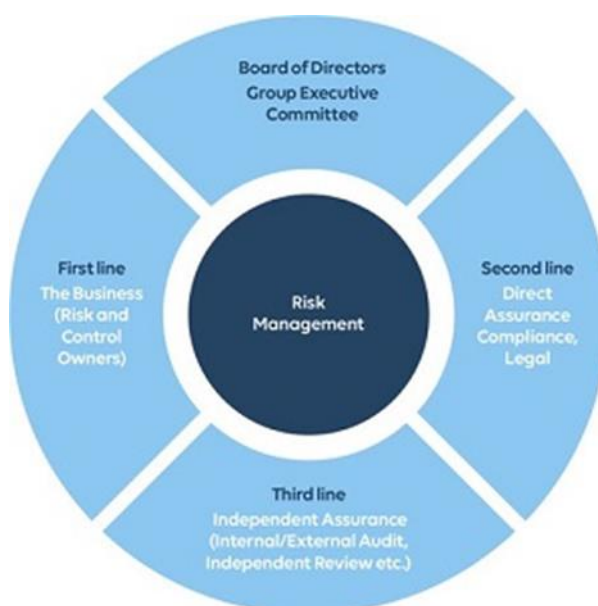 Board of Directors
Group Executive
Committee
First line
The Business
(Risk and
Control
Owners)
Risk
Management
Second line
Direct
Assurance
Compliance,
Legal
Third line
Independent Assurance
(Internal/External Audit,
Independent Review etc.)